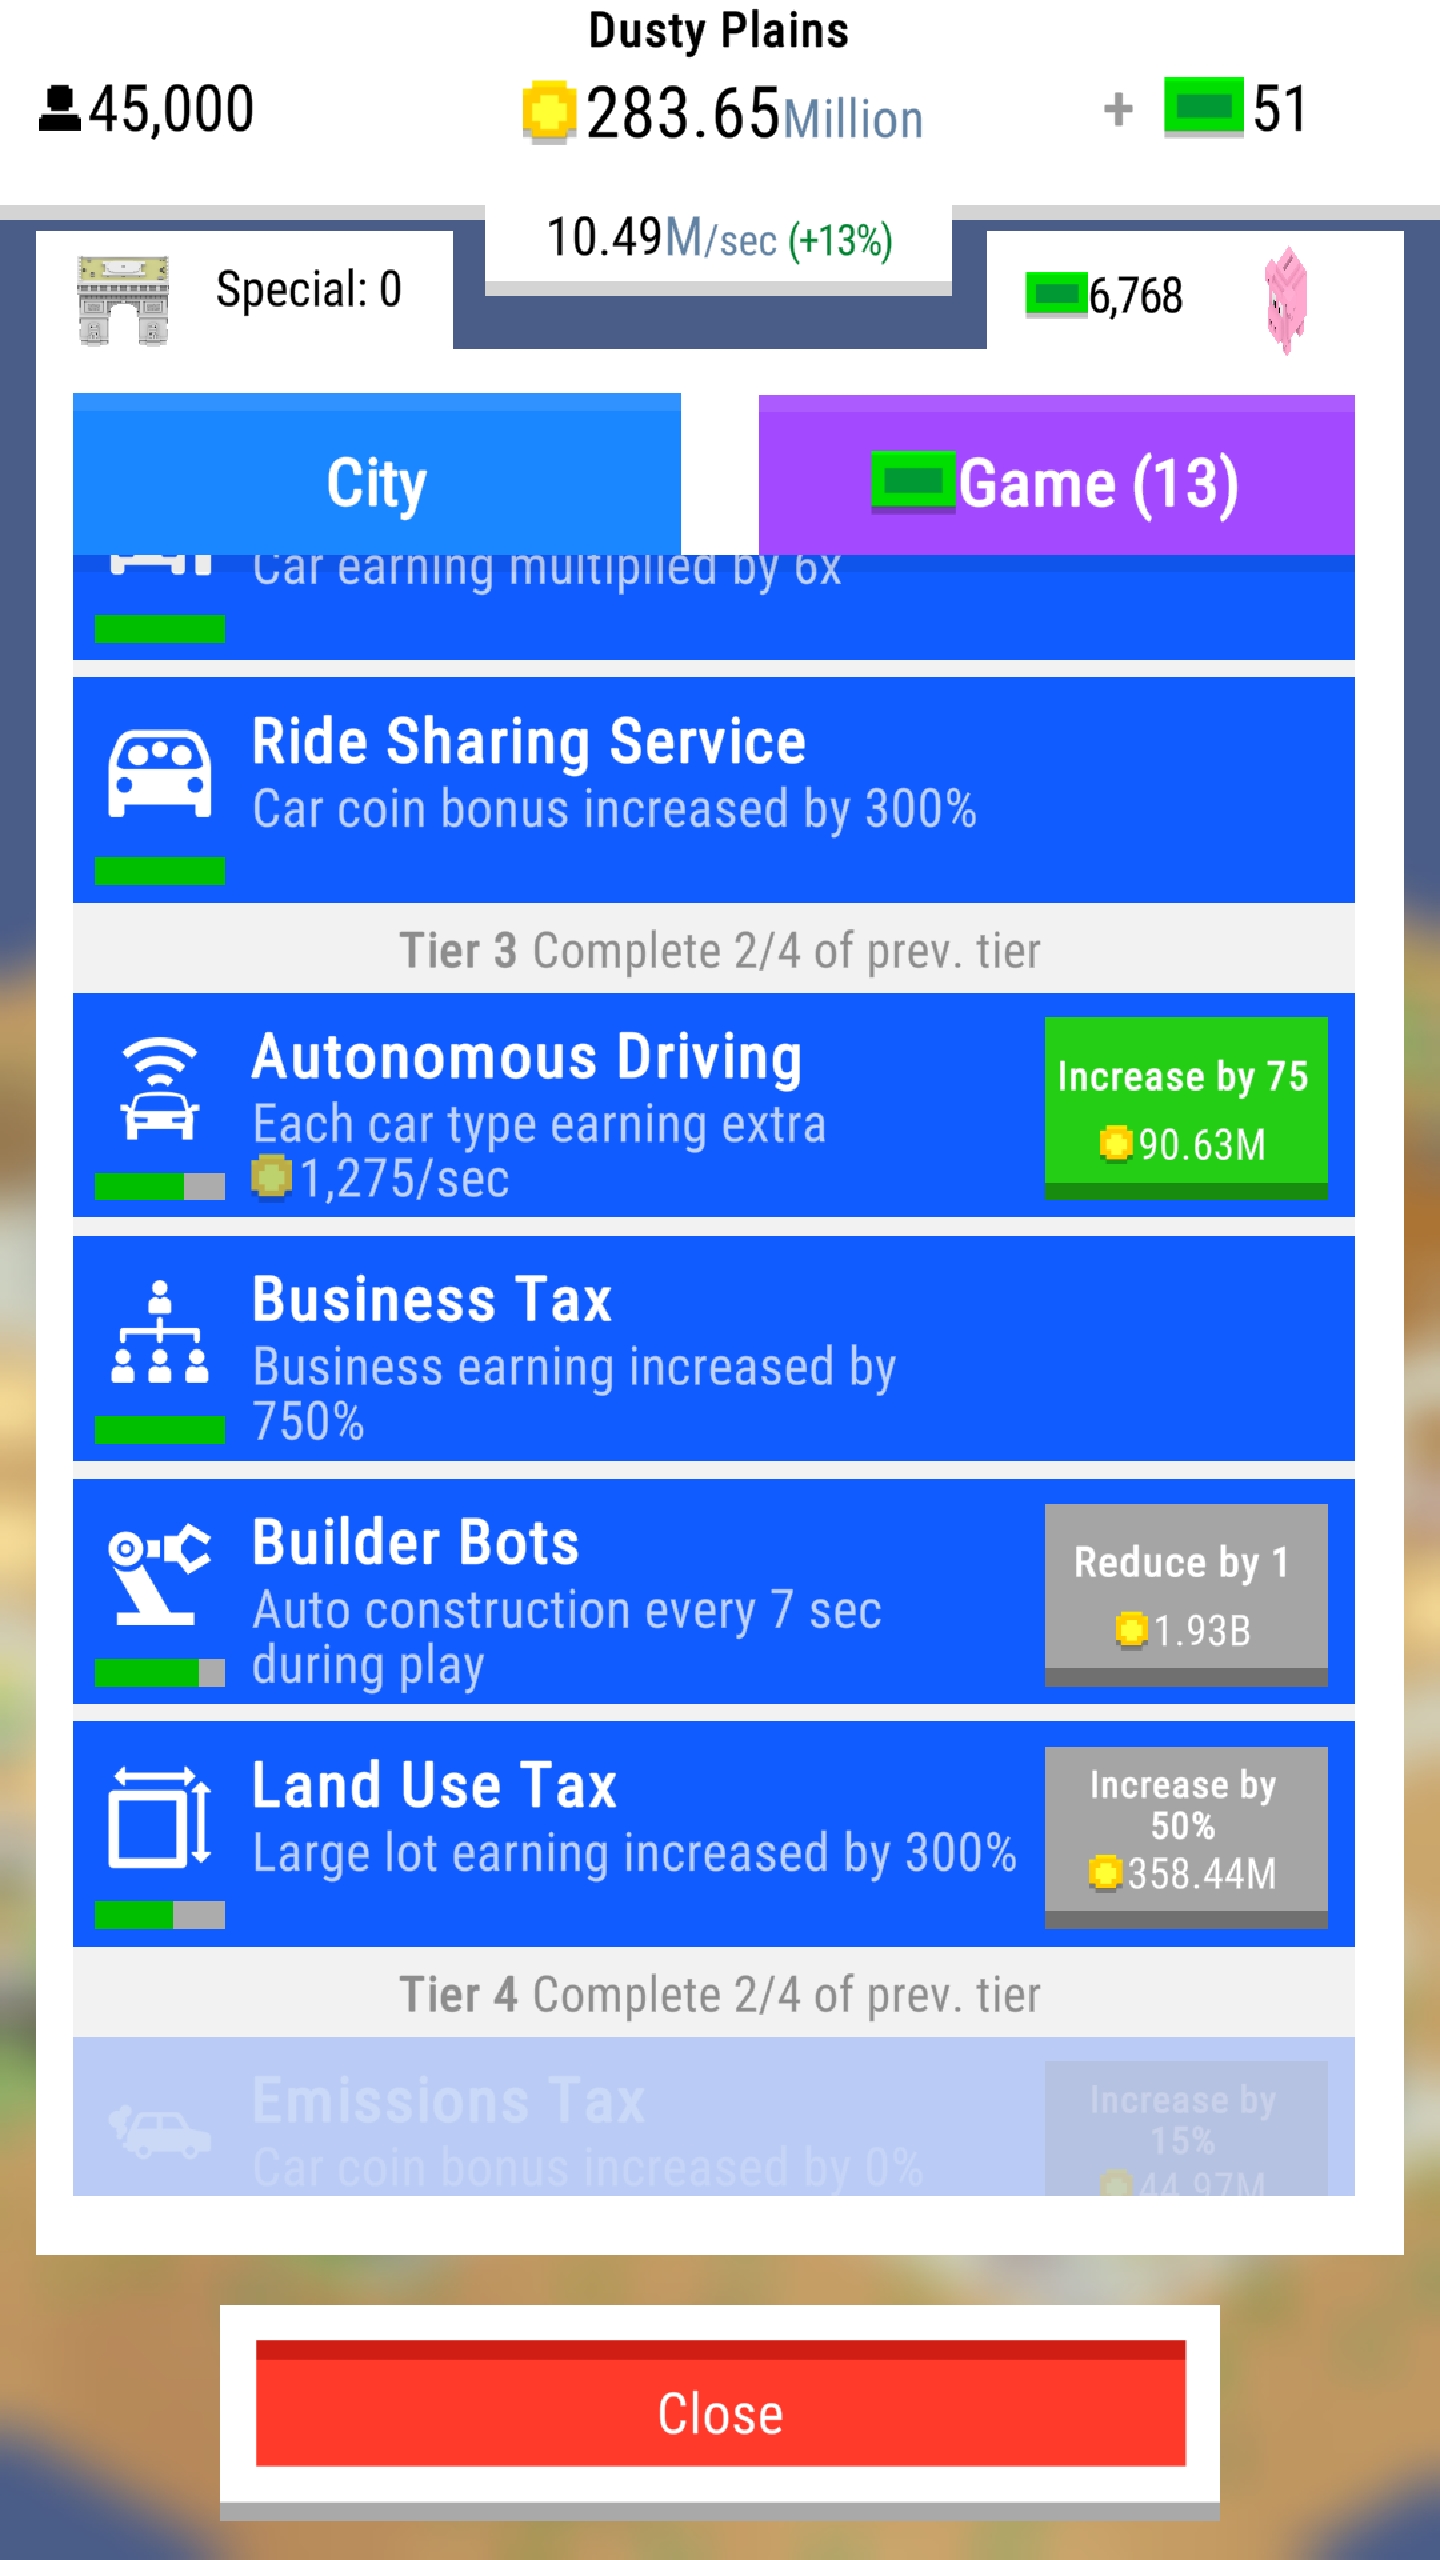 Dusty Plains
45,000
283.65Million
+ 51
10.49M/sec (+13%)
Special: 0
6,768
City
Game (13)
Car earning multiplied by 6x
Ride Sharing Service
Car coin bonus increased by 300%
Tier 3 Complete 2/4 of prev. tier
Autonomous Driving
Each car type earning extra
1,275/sec
Increase by 75
90.63M
Business Tax
Business earning increased by
750%
Builder Bots
Auto construction every 7 sec
during play
Reduce by 1
1.93B
Land Use Tax
Large lot earning increased by 300%
Increase by
50%
358.44M
Tier 4 Complete 2/4 of prev. tier
Emissions Tax
Car coin bonus increased by 0%
Increase by
15%
44.97M
Close